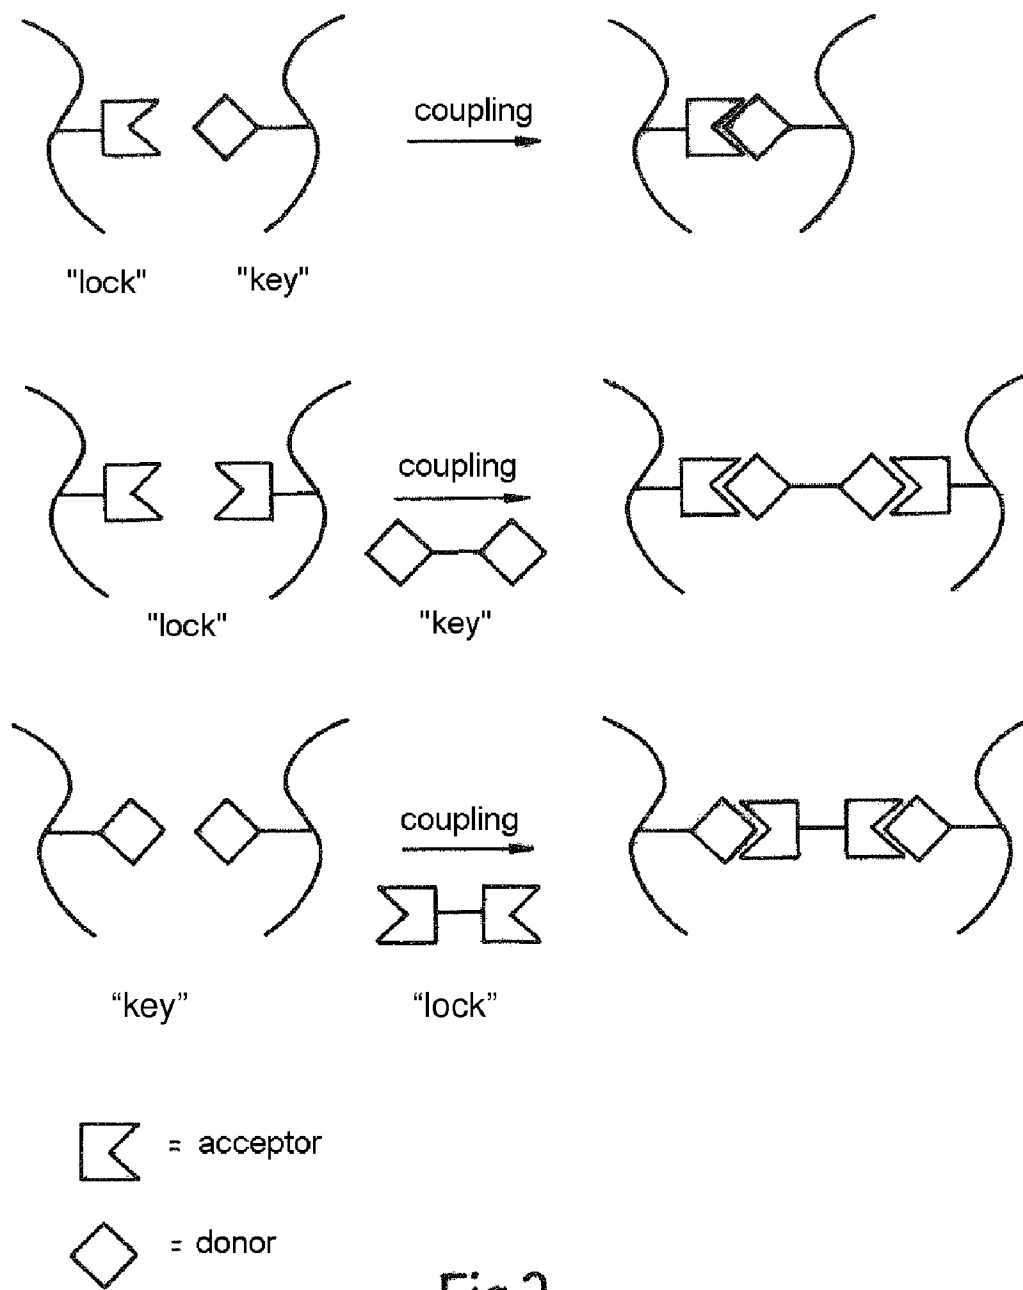 coupling
"lock" "key"
coupling
"lock" "key"
coupling
“key” “lock”
= acceptor
= donor